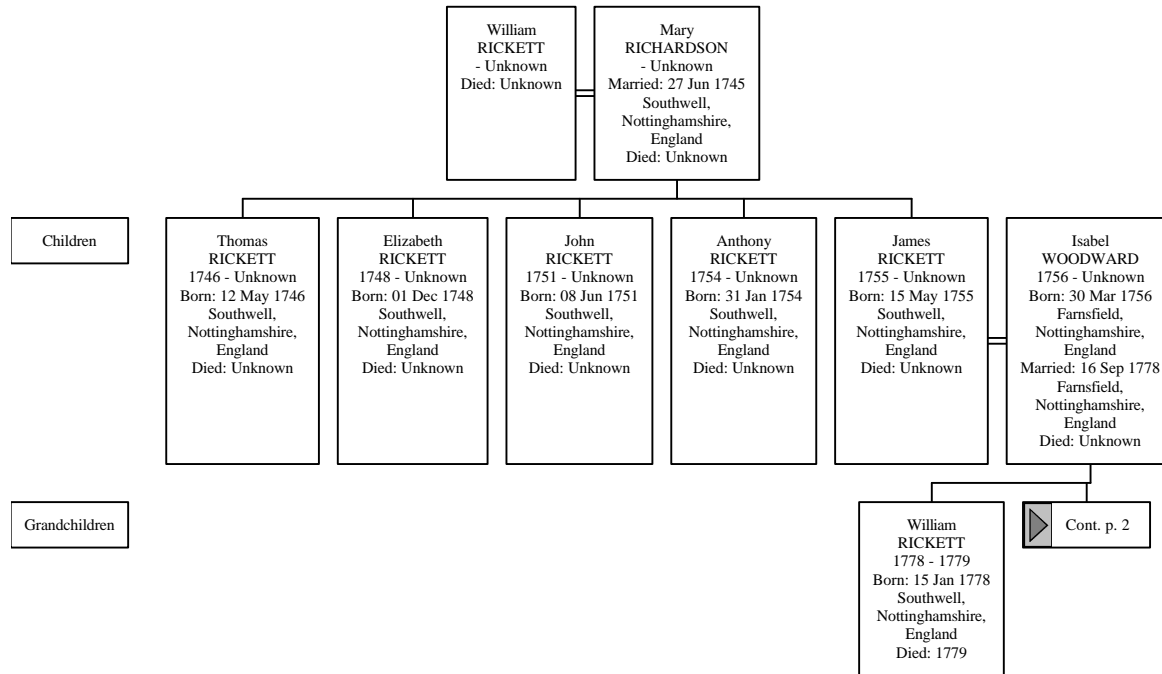 William
RICKETT
- Unknown
Died: Unknown
Mary
RICHARDSON
- Unknown
Married: 27 Jun 1745
Southwell,
Nottinghamshire,
England
Died: Unknown
Children
Thomas
RICKETT
1746 - Unknown
Born: 12 May 1746
Southwell,
Nottinghamshire,
England
Died: Unknown
Elizabeth
RICKETT
1748 - Unknown
Born: 01 Dec 1748
Southwell,
Nottinghamshire,
England
Died: Unknown
John
RICKETT
1751 - Unknown
Born: 08 Jun 1751
Southwell,
Nottinghamshire,
England
Died: Unknown
Anthony
RICKETT
1754 - Unknown
Born: 31 Jan 1754
Southwell,
Nottinghamshire,
England
Died: Unknown
James
RICKETT
1755 - Unknown
Born: 15 May 1755
Southwell,
Nottinghamshire,
England
Died: Unknown
Isabel
WOODWARD
1756 - Unknown
Born: 30 Mar 1756
Farnsfield,
Nottinghamshire,
England
Married: 16 Sep 1778
Farnsfield,
Nottinghamshire,
England
Died: Unknown
Grandchildren
William
RICKETT
1778 - 1779
Born: 15 Jan 1778
Southwell,
Nottinghamshire,
England
Died: 1779
Cont. p. 2